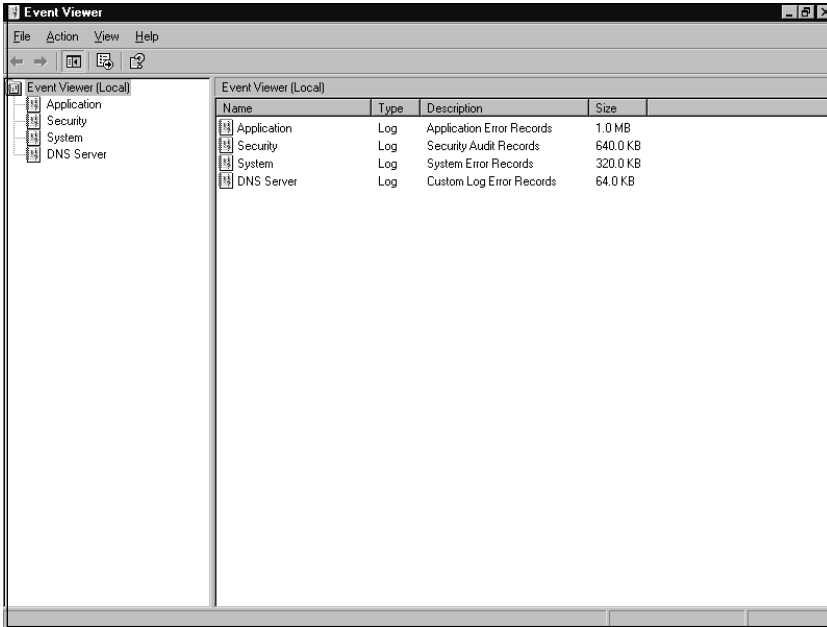 Event Viewer
File Action View Help
Event Viewer (Local)
Application
Security
System
DNS Server
Event Viewer (Local)
Name Type Description Size
Application Log Application Error Records 1.0 MB
Security Log Security Audit Records 640.0 KB
System Log System Error Records 320.0 KB
DNS Server Log Custom Log Error Records 64.0 KB